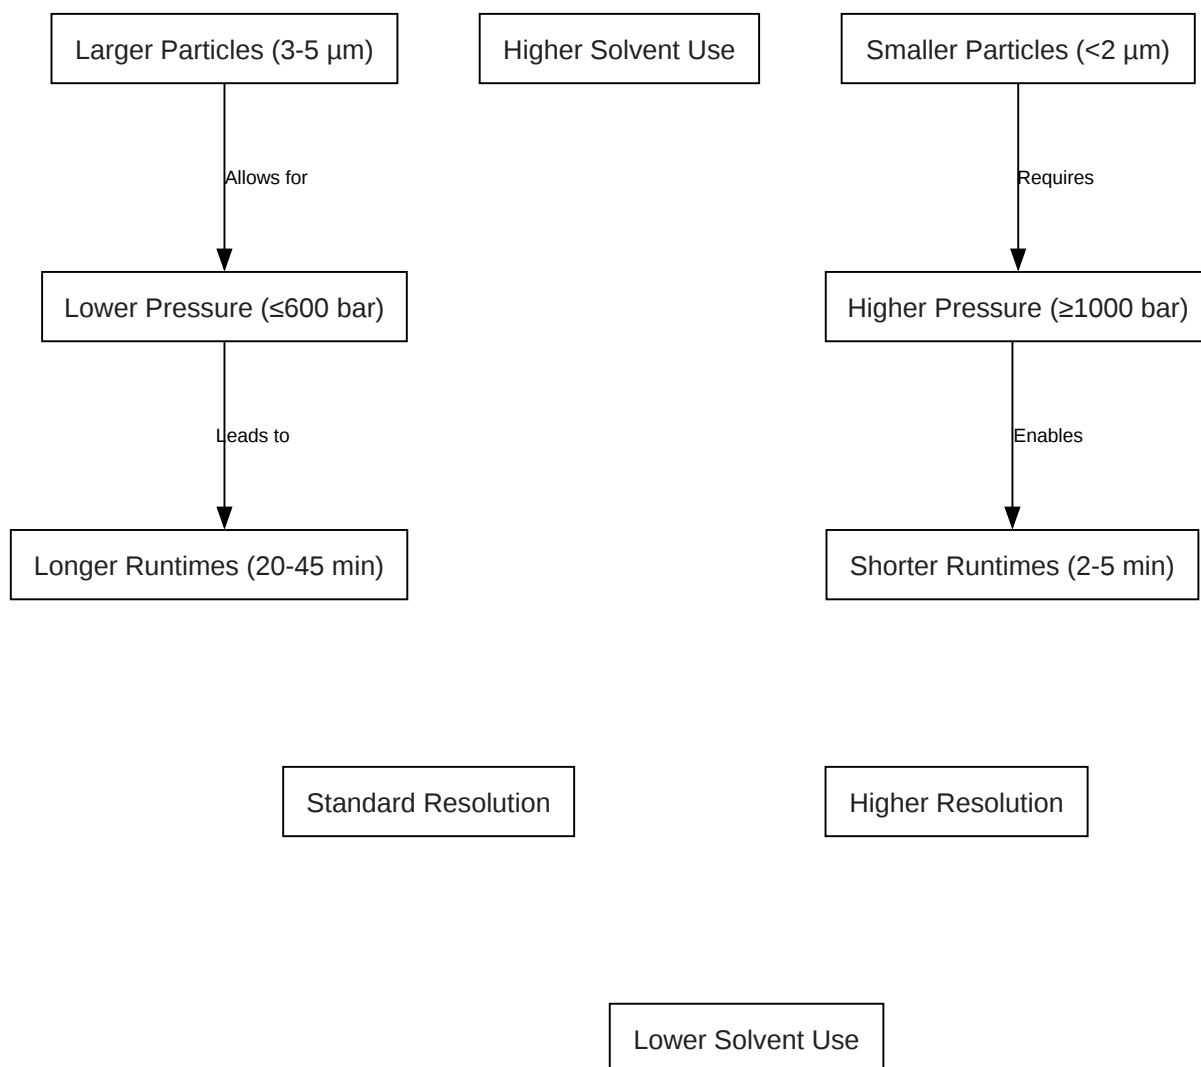 Larger Particles (3-5 µm)
Higher Solvent Use
Smaller Particles (<2 µm)
Allows for
Requires
Lower Pressure (≤600 bar)
Higher Pressure (≥1000 bar)
Leads to
Enables
Longer Runtimes (20-45 min)
Shorter Runtimes (2-5 min)
Standard Resolution
Higher Resolution
Lower Solvent Use